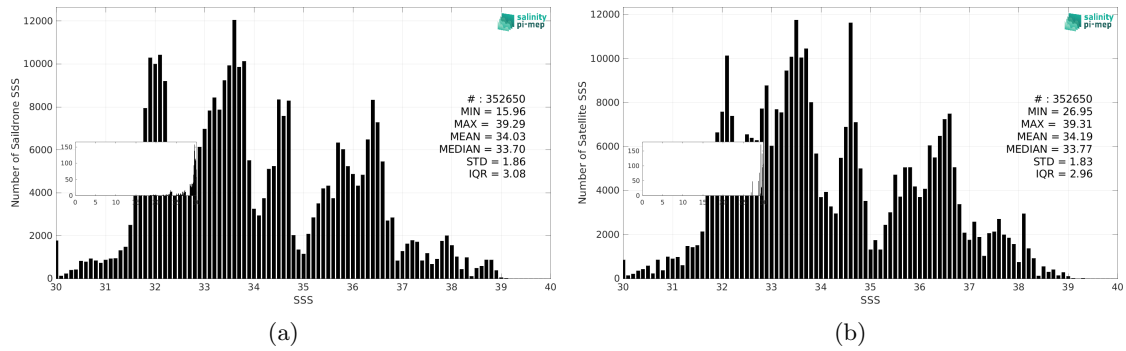 12000
10000
8000
6000
4000
2000
0
Number of Saildrone SSS
salinity
pi-mep
# : 352650
MIN = 15.96
MAX = 39.29
MEAN = 34.03
MEDIAN = 33.70
STD = 1.86
IQR = 3.08
150
100
50
0
0 5 10
30 31 32 33 34 35 36 37 38 39 40
SSS
(a)
12000
10000
8000
6000
4000
2000
0
Number of Satellite SSS
salinity
pi-mep
# : 352650
MIN = 26.95
MAX = 39.31
MEAN = 34.19
MEDIAN = 33.77
STD = 1.83
IQR = 2.96
150
100
50
0
0 5 10 15
30 31 32 33 34 35 36 37 38 39 40
SSS
(b)